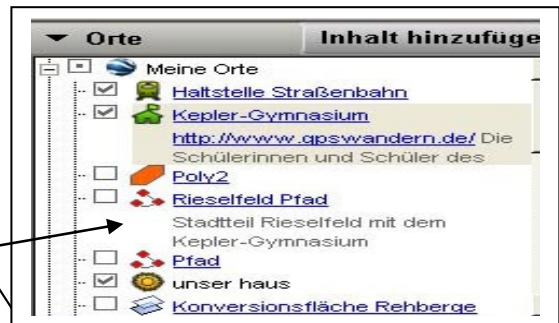 Orte Inhalt hinzufüge
Meine Orte
Haltstelle Straßenbahn
Kepler-Gymnasium
http://www.gpswandern.de/ Die
Schülerinnen und Schüler des
Poly2
Rieselfeld Pfad
Stadtteil Rieselfeld mit dem
Kepler-Gymnasium
Pfad
unser haus
Konversionsfläche Rehberge